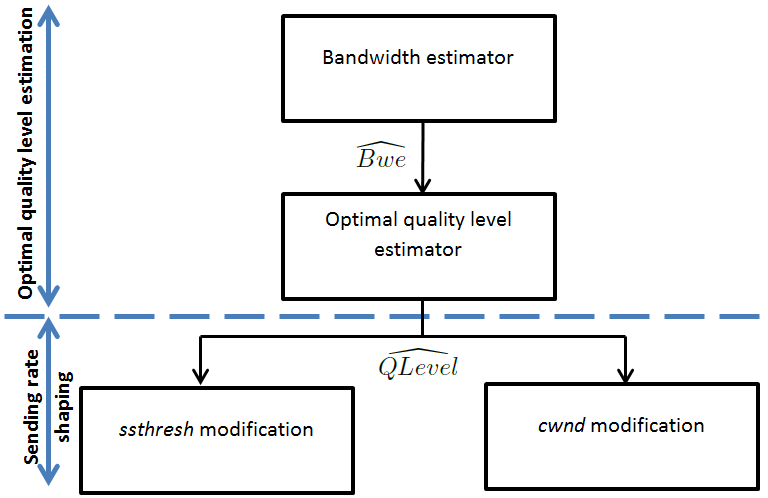 Optimal quality level estimation
Bandwidth estimator
$\widehat{Bwe}$
Optimal quality level
estimator
Sending rate
shaping
$\widehat{QLevel}$
ssthresh modification
cwnd modification